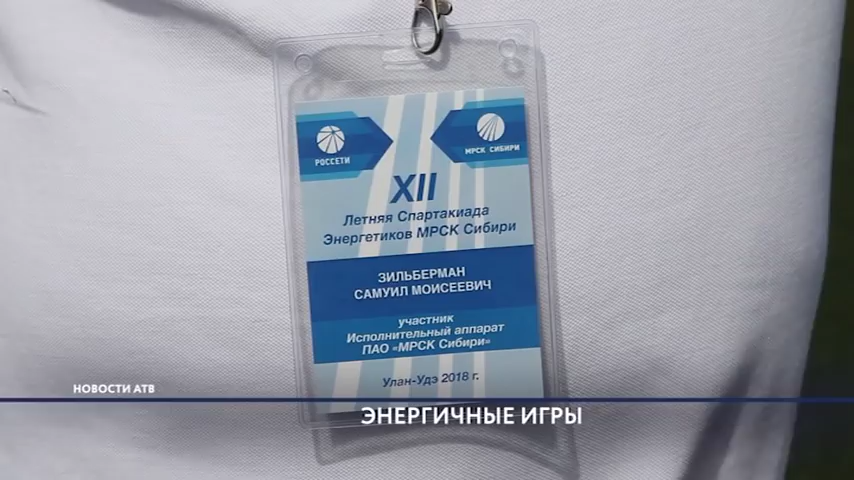 РОССЕТИ
МРСК СИБИРИ
XII
Летняя Спартакиада
Энергетиков МРСК Сибири
ЗИЛЬБЕРМАН
САМУИЛ МОИСЕЕВИЧ
участник
Исполнительный аппарат
ПАО «МРСК Сибири»
Улан-Удэ 2018 г.
НОВОСТИ АТВ
ЭНЕРГИЧНЫЕ ИГРЫ